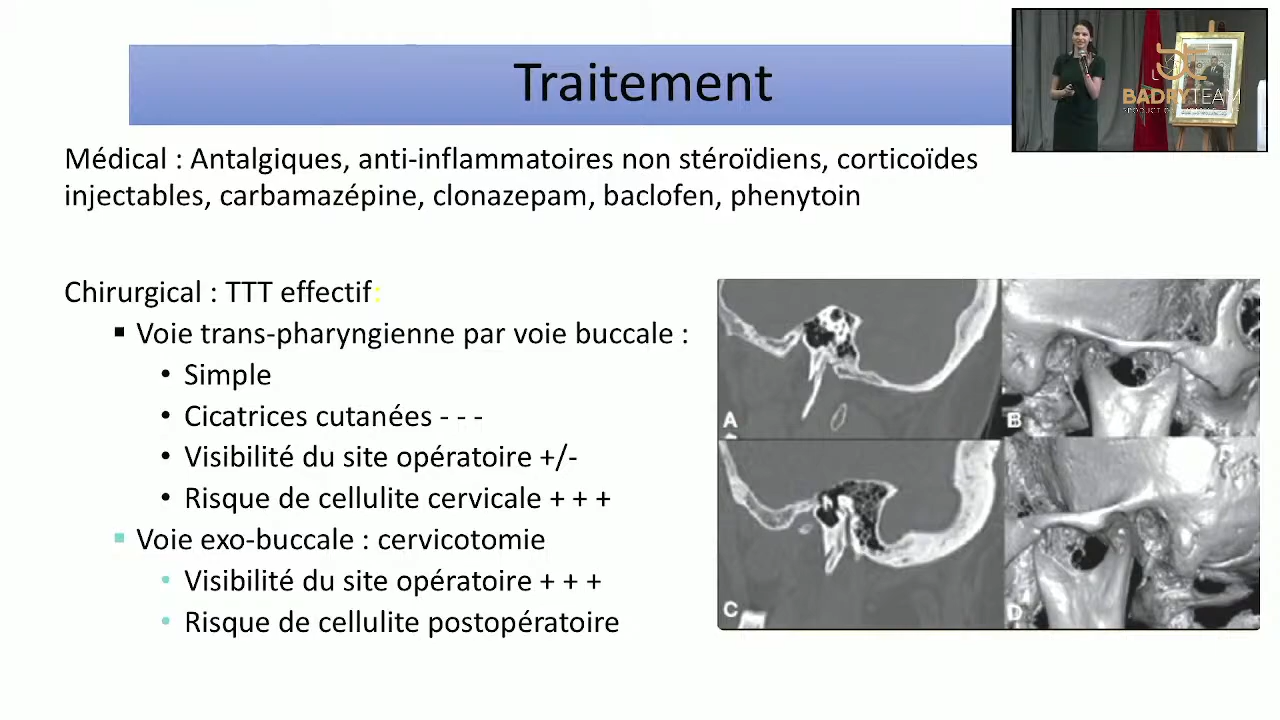 Traitement
BADRYTEAM
Médical : Antalgiques, anti-inflammatoires non stéroïdiens, corticoïdes
injectables, carbamazépine, clonazepam, baclofen, phenytoin
Chirurgical : TTT effectif:
▪ Voie trans-pharyngienne par voie buccale :
• Simple
• Cicatrices cutanées - - -
• Visibilité du site opératoire +/-
• Risque de cellulite cervicale + + +
▪ Voie exo-buccale : cervicotomie
• Visibilité du site opératoire + + +
• Risque de cellulite postopératoire
A
B
C
D